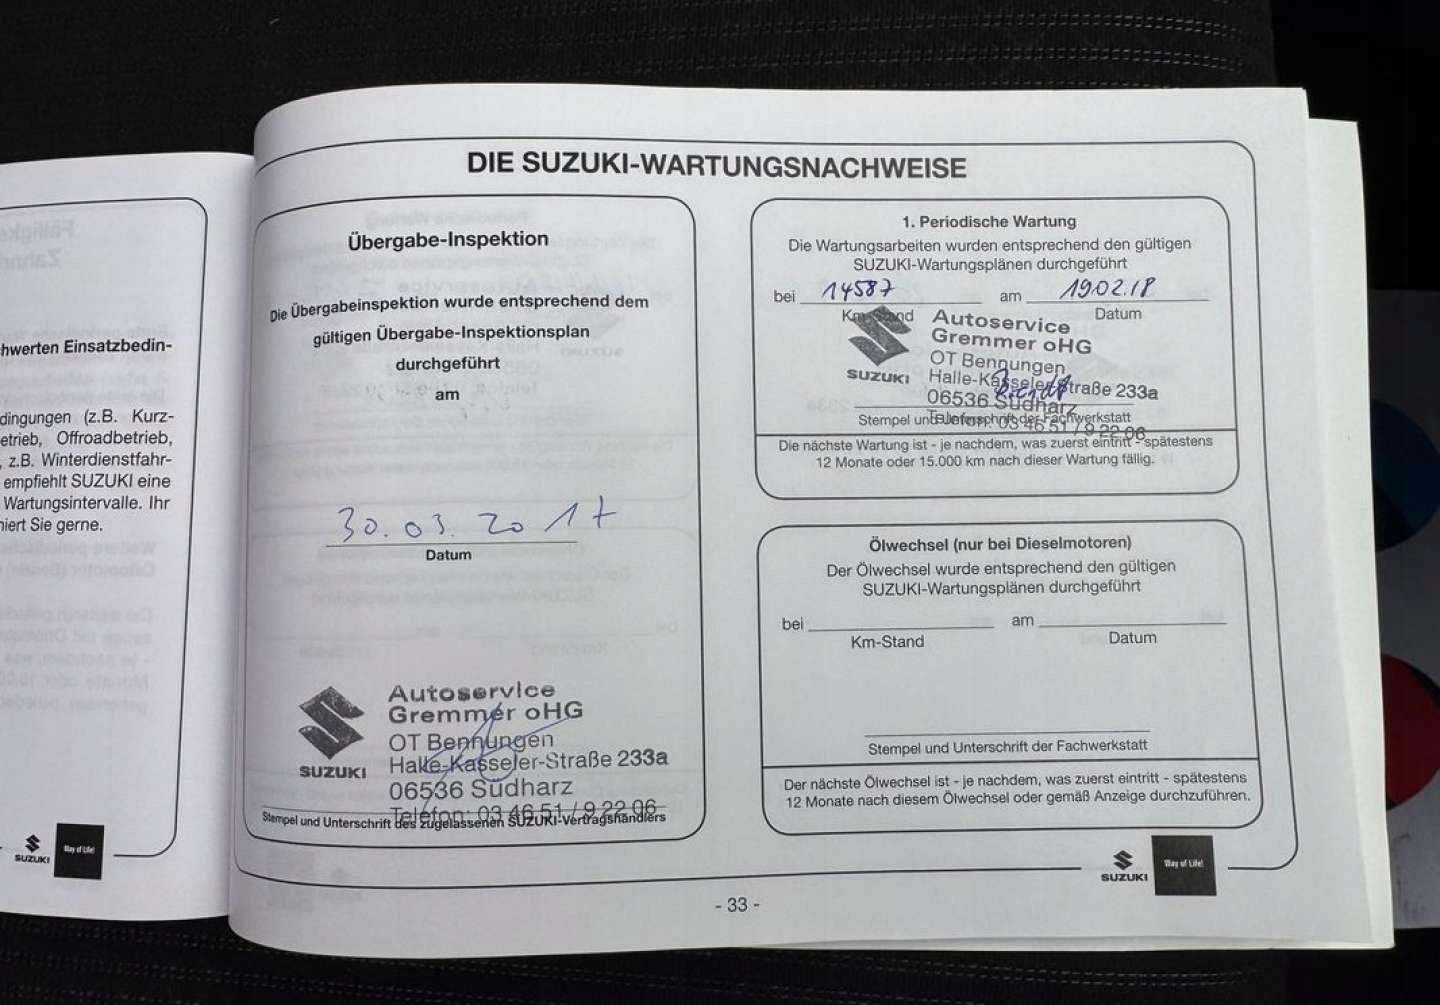 hwerten Einsatzbedin-
dingungen (z.B. Kurz-
etrieb, Offroadbetrieb,
, z.B. Winterdienstfahr-
empfiehlt SUZUKI eine
Wartungsintervalle. Ihr
niert Sie gerne.
SUZUKI
Way of Life!
DIE SUZUKI-WARTUNGSNACHWEISE
Übergabe-Inspektion
Die Übergabeinspektion wurde entsprechend dem
gültigen Übergabe-Inspektionsplan
durchgeführt
am
30.03.2017
Datum
SUZUKI
Autoservice
Gremmer oHG
OT Bennungen
Halle-Kasseler-Straße 233a
06536 Südharz
Telefon: 03 46 51 / 9 22 06
Stempel und Unterschrift des zugelassenen SUZUKI-Vertragshändlers
1. Periodische Wartung
Die Wartungsarbeiten wurden entsprechend den gültigen
SUZUKI-Wartungsplänen durchgeführt
bei 14587 am 19.02.18
Km-Stand Datum
SUZUKI
Autoservice
Gremmer oHG
OT Bennungen
Halle-Kasseler-Straße 233a
06536 Südharz
Telefon: 03 46 51 / 9 22 06
Stempel und Unterschrift der Fachwerkstatt
Die nächste Wartung ist - je nachdem, was zuerst eintritt - spätestens
12 Monate oder 15.000 km nach dieser Wartung fällig.
Ölwechsel (nur bei Dieselmotoren)
Der Ölwechsel wurde entsprechend den gültigen
SUZUKI-Wartungsplänen durchgeführt
bei am
Km-Stand Datum
Stempel und Unterschrift der Fachwerkstatt
Der nächste Ölwechsel ist - je nachdem, was zuerst eintritt - spätestens
12 Monate nach diesem Ölwechsel oder gemäß Anzeige durchzuführen.
SUZUKI
Way of Life!
- 33 -